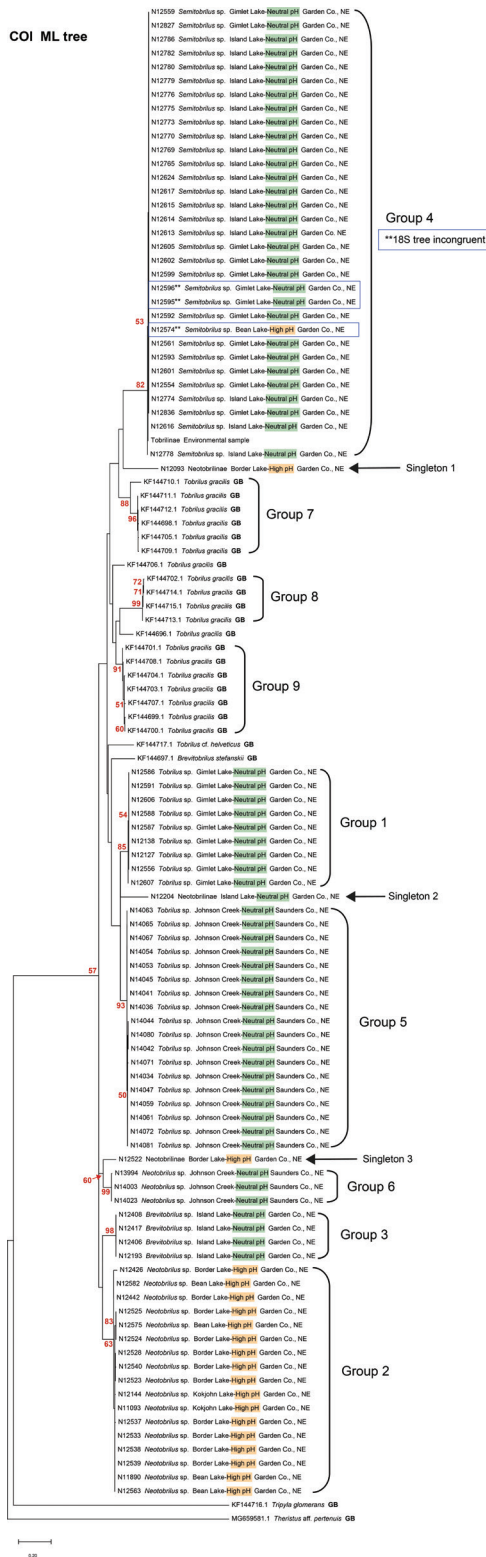 COI  ML tree
N12559  Semitobrilus sp.  Gimlet Lake-Neutral pH  Garden Co., NE
N12827  Semitobrilus sp.  Gimlet Lake-Neutral pH  Garden Co., NE
N12786  Semitobrilus sp.  Island Lake-Neutral pH  Garden Co., NE
N12782  Semitobrilus sp.  Island Lake-Neutral pH  Garden Co., NE
N12780  Semitobrilus sp.  Island Lake-Neutral pH  Garden Co., NE
N12779  Semitobrilus sp.  Island Lake-Neutral pH  Garden Co., NE
N12776  Semitobrilus sp.  Island Lake-Neutral pH  Garden Co., NE
N12775  Semitobrilus sp.  Island Lake-Neutral pH  Garden Co., NE
N12773  Semitobrilus sp.  Island Lake-Neutral pH  Garden Co., NE
N12770  Semitobrilus sp.  Island Lake-Neutral pH  Garden Co., NE
N12769  Semitobrilus sp.  Island Lake-Neutral pH  Garden Co., NE
N12765  Semitobrilus sp.  Island Lake-Neutral pH  Garden Co., NE
N12624  Semitobrilus sp.  Island Lake-Neutral pH  Garden Co., NE
N12617  Semitobrilus sp.  Island Lake-Neutral pH  Garden Co., NE
N12615  Semitobrilus sp.  Island Lake-Neutral pH  Garden Co., NE
N12614  Semitobrilus sp.  Island Lake-Neutral pH  Garden Co., NE
Group 4
N12613  Semitobrilus sp.  Island Lake-Neutral pH  Garden Co., NE
**18S tree incongruent
N12605  Semitobrilus sp.  Gimlet Lake-Neutral pH  Garden Co., NE
N12602  Semitobrilus sp.  Gimlet Lake-Neutral pH  Garden Co., NE
N12599  Semitobrilus sp.  Gimlet Lake-Neutral pH  Garden Co., NE
N12596**  Semitobrilus sp.  Gimlet Lake-Neutral pH  Garden Co., NE
N12595**  Semitobrilus sp.  Gimlet Lake-Neutral pH  Garden Co., NE
N12592  Semitobrilus sp.  Gimlet Lake-Neutral pH  Garden Co., NE
53
N12574**  Semitobrilus sp.  Bean Lake-High pH  Garden Co., NE
N12561  Semitobrilus sp.  Gimlet Lake-Neutral pH  Garden Co., NE
N12593  Semitobrilus sp.  Gimlet Lake-Neutral pH  Garden Co., NE
N12601  Semitobrilus sp.  Gimlet Lake-Neutral pH  Garden Co., NE
82
N12554  Semitobrilus sp.  Gimlet Lake-Neutral pH  Garden Co., NE
N12774  Semitobrilus sp.  Island Lake-Neutral pH  Garden Co., NE
N12836  Semitobrilus sp.  Gimlet Lake-Neutral pH  Garden Co., NE
N12616  Semitobrilus sp.  Island Lake-Neutral pH  Garden Co., NE
Tobrilinae  Environmental sample
N12778  Semitobrilus sp. Island Lake-Neutral pH  Garden Co., NE
N12093  Neotobrilinae  Border Lake-High pH  Garden Co., NE
Singleton 1
KF144710.1  Tobrilus gracilis  GB
KF144711.1  Tobrilus gracilis  GB
88
KF144712.1  Tobrilus gracilis  GB
Group 7
96
KF144698.1  Tobrilus gracilis  GB
KF144705.1  Tobrilus gracilis  GB
KF144709.1  Tobrilus gracilis  GB
KF144706.1  Tobrilus gracilis  GB
KF144702.1  Tobrilus gracilis  GB
72
KF144714.1  Tobrilus gracilis  GB
71
Group 8
KF144715.1  Tobrilus gracilis  GB
99
KF144713.1  Tobrilus gracilis  GB
KF144696.1  Tobrilus gracilis  GB
KF144701.1  Tobrilus gracilis  GB
KF144708.1  Tobrilus gracilis  GB
91
KF144704.1  Tobrilus gracilis  GB
KF144703.1  Tobrilus gracilis  GB
Group 9
51
KF144707.1  Tobrilus gracilis  GB
KF144699.1  Tobrilus gracilis  GB
60
KF144700.1  Tobrilus gracilis  GB
KF144717.1  Tobrilus cf. helveticus  GB
KF144697.1  Brevitobrilus stefanskii  GB
N12586  Tobrilus sp.  Gimlet Lake-Neutral pH  Garden Co., NE
N12591  Tobrilus sp.  Gimlet Lake-Neutral pH  Garden Co., NE
N12606  Tobrilus sp.  Gimlet Lake-Neutral pH  Garden Co., NE
54
N12588  Tobrilus sp.  Gimlet Lake-Neutral pH  Garden Co., NE
Group 1
N12587  Tobrilus sp.  Gimlet Lake-Neutral pH  Garden Co., NE
N12138  Tobrilus sp.  Gimlet Lake-Neutral pH  Garden Co., NE
85
N12127  Tobrilus sp.  Gimlet Lake-Neutral pH  Garden Co., NE
N12556  Tobrilus sp.  Gimlet Lake-Neutral pH  Garden Co., NE
N12607  Tobrilus sp.  Gimlet Lake-Neutral pH  Garden Co., NE
N12204  Neotobrilinae  Island Lake-Neutral pH  Garden Co., NE
Singleton 2
N14063  Tobrilus sp.  Johnson Creek-Neutral pH Saunders Co., NE
N14065  Tobrilus sp.  Johnson Creek-Neutral pH Saunders Co., NE
N14067  Tobrilus sp.  Johnson Creek-Neutral pH Saunders Co., NE
N14054  Tobrilus sp.  Johnson Creek-Neutral pH Saunders Co., NE
57
N14053  Tobrilus sp.  Johnson Creek-Neutral pH Saunders Co., NE
N14045  Tobrilus sp.  Johnson Creek-Neutral pH Saunders Co., NE
N14041  Tobrilus sp.  Johnson Creek-Neutral pH Saunders Co., NE
93
N14036  Tobrilus sp.  Johnson Creek-Neutral pH Saunders Co., NE
N14044  Tobrilus sp.  Johnson Creek-Neutral pH Saunders Co., NE
Group 5
N14080  Tobrilus sp.  Johnson Creek-Neutral pH Saunders Co., NE
N14042  Tobrilus sp.  Johnson Creek-Neutral pH Saunders Co., NE
N14071  Tobrilus sp.  Johnson Creek-Neutral pH Saunders Co., NE
N14034  Tobrilus sp.  Johnson Creek-Neutral pH Saunders Co., NE
50
N14047  Tobrilus sp.  Johnson Creek-Neutral pH Saunders Co., NE
N14059  Tobrilus sp.  Johnson Creek-Neutral pH Saunders Co., NE
N14061  Tobrilus sp.  Johnson Creek-Neutral pH Saunders Co., NE
N14072  Tobrilus sp.  Johnson Creek-Neutral pH Saunders Co., NE
N14081  Tobrilus sp.  Johnson Creek-Neutral pH Saunders Co., NE
N12522  Neotobrilinae  Border Lake-High pH  Garden Co., NE
Singleton 3
60
N13994  Neotobrilus sp.  Johnson Creek-Neutral pH Saunders Co., NE
N14003  Neotobrilus sp.  Johnson Creek-Neutral pH Saunders Co., NE
Group 6
99
N14023  Neotobrilus sp.  Johnson Creek-Neutral pH Saunders Co., NE
N12408  Brevitobrilus sp.  Island Lake-Neutral pH  Garden Co., NE
98
N12417  Brevitobrilus sp.  Island Lake-Neutral pH  Garden Co., NE
Group 3
N12406  Brevitobrilus sp.  Island Lake-Neutral pH  Garden Co., NE
N12193  Brevitobrilus sp.  Island Lake-Neutral pH  Garden Co., NE
N12426  Neotobrilus sp.  Border Lake-High pH  Garden Co., NE
N12582  Neotobrilus sp.  Bean Lake-High pH  Garden Co., NE
N12442  Neotobrilus sp.  Border Lake-High pH  Garden Co., NE
N12525  Neotobrilus sp.  Border Lake-High pH  Garden Co., NE
83
N12575  Neotobrilus sp.  Bean Lake-High pH  Garden Co., NE
N12524  Neotobrilus sp.  Border Lake-High pH  Garden Co., NE
63
N12528  Neotobrilus sp.  Border Lake-High pH  Garden Co., NE
N12540  Neotobrilus sp.  Border Lake-High pH  Garden Co., NE
Group 2
N12523  Neotobrilus sp.  Border Lake-High pH  Garden Co., NE
N12144  Neotobrilus sp.  Kokjohn Lake-High pH  Garden Co., NE
N11093  Neotobrilus sp.  Kokjohn Lake-High pH  Garden Co., NE
N12537  Neotobrilus sp.  Border Lake-High pH  Garden Co., NE
N12533  Neotobrilus sp.  Border Lake-High pH  Garden Co., NE
N12538  Neotobrilus sp.  Border Lake-High pH  Garden Co., NE
N12539  Neotobrilus sp.  Border Lake-High pH  Garden Co., NE
N11890  Neotobrilus sp.  Bean Lake-High pH  Garden Co., NE
N12563  Neotobrilus sp.  Bean Lake-High pH  Garden Co., NE
KF144716.1  Tripyla glomerans  GB
MG659581.1  Theristus aff. pertenuis  GB
0.20